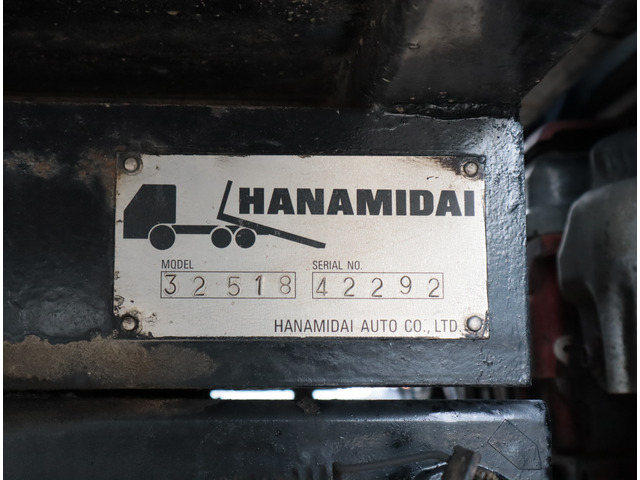 HANAMIDAI
MODEL SERIAL NO.
32518 42292
HANAMIDAI AUTO CO., LTD.